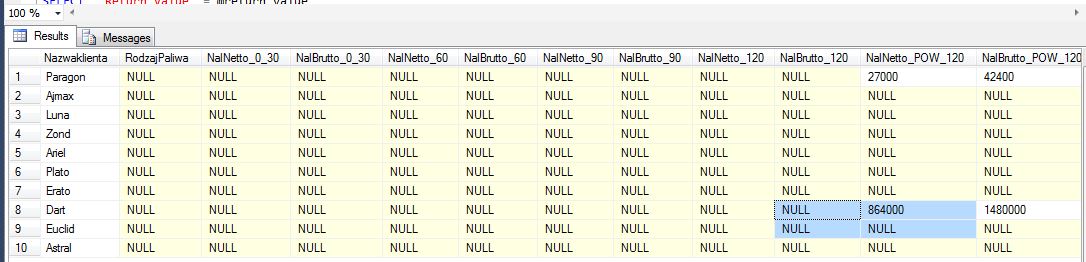 SELECT 'Return Value' = @return_value
100 %
Results Messages
Nazwaklienta RodzajPaliwa NalNetto_0_30 NalBrutto_0_30 NalNetto_60 NalBrutto_60 NalNetto_90 NalBrutto_90 NalNetto_120 NalBrutto_120 NalNetto_POW_120 NalBrutto_POW_120
1 Paragon NULL NULL NULL NULL NULL NULL NULL NULL NULL 27000 42400
2 Ajmax NULL NULL NULL NULL NULL NULL NULL NULL NULL NULL NULL
3 Luna NULL NULL NULL NULL NULL NULL NULL NULL NULL NULL NULL
4 Zond NULL NULL NULL NULL NULL NULL NULL NULL NULL NULL NULL
5 Ariel NULL NULL NULL NULL NULL NULL NULL NULL NULL NULL NULL
6 Plato NULL NULL NULL NULL NULL NULL NULL NULL NULL NULL NULL
7 Erato NULL NULL NULL NULL NULL NULL NULL NULL NULL NULL NULL
8 Dart NULL NULL NULL NULL NULL NULL NULL NULL NULL 864000 1480000
9 Euclid NULL NULL NULL NULL NULL NULL NULL NULL NULL NULL NULL
10 Astral NULL NULL NULL NULL NULL NULL NULL NULL NULL NULL NULL